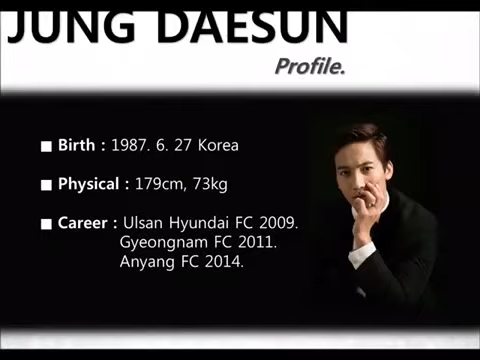 JUNG DAESUN
Profile.
■ Birth : 1987. 6. 27 Korea
■ Physical : 179cm, 73kg
■ Career : Ulsan Hyundai FC 2009.
Gyeongnam FC 2011.
Anyang FC 2014.